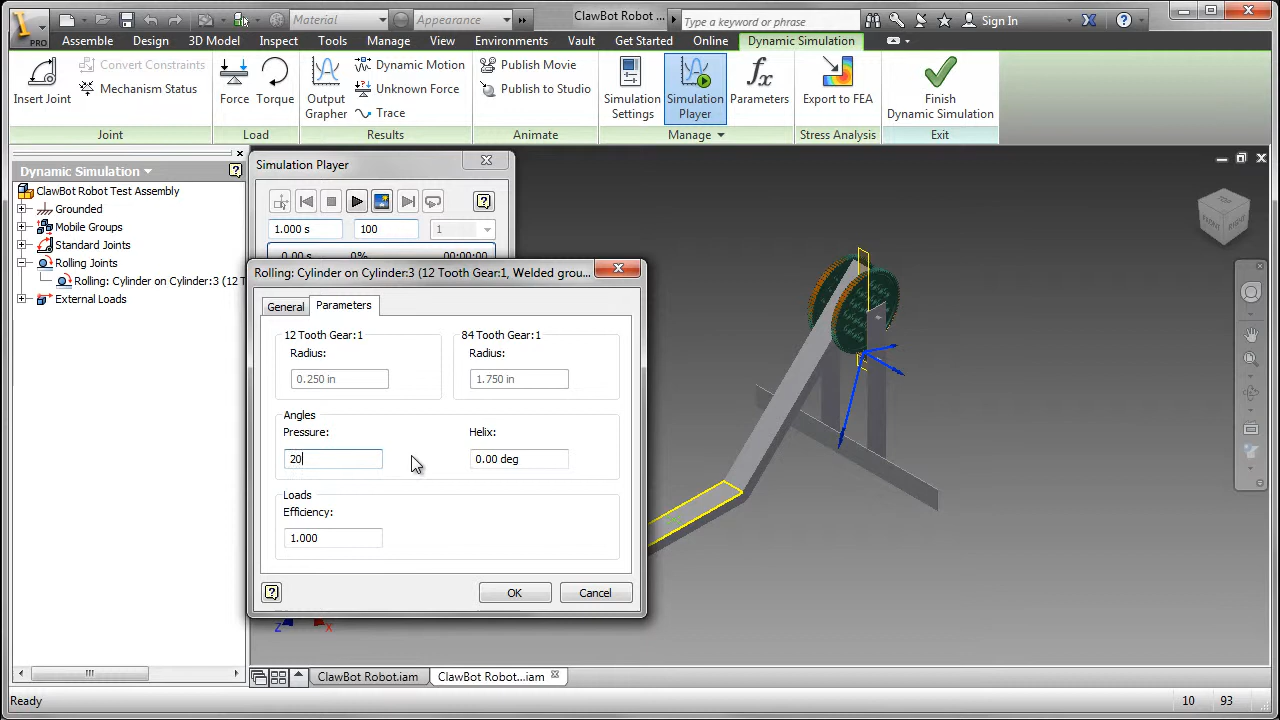 PRO
Material
Appearance
ClawBot Robot ...
Type a keyword or phrase
Sign In
Assemble
Design
3D Model
Inspect
Tools
Manage
View
Environments
Vault
Get Started
Online
Dynamic Simulation
Insert Joint
Convert Constraints
Mechanism Status
Force
Torque
Output
Grapher
Dynamic Motion
Unknown Force
Trace
Publish Movie
Publish to Studio
Simulation
Settings
Simulation
Player
Parameters
Export to FEA
Finish
Dynamic Simulation
Joint
Load
Results
Animate
Manage
Stress Analysis
Exit
Dynamic Simulation
ClawBot Robot Test Assembly
Grounded
Mobile Groups
Standard Joints
Rolling Joints
Rolling: Cylinder on Cylinder:3 (12 T
External Loads
Simulation Player
1.000 s
100
1
0.00 s
0%
00:00:00
Rolling: Cylinder on Cylinder:3 (12 Tooth Gear:1, Welded grou...
General
Parameters
12 Tooth Gear:1
84 Tooth Gear:1
Radius:
Radius:
0.250 in
1.750 in
Angles
Pressure:
Helix:
20
0.00 deg
Loads
Efficiency:
1.000
OK
Cancel
TOP
Z
X
ClawBot Robot.iam
ClawBot Robot...iam
Ready
10
93